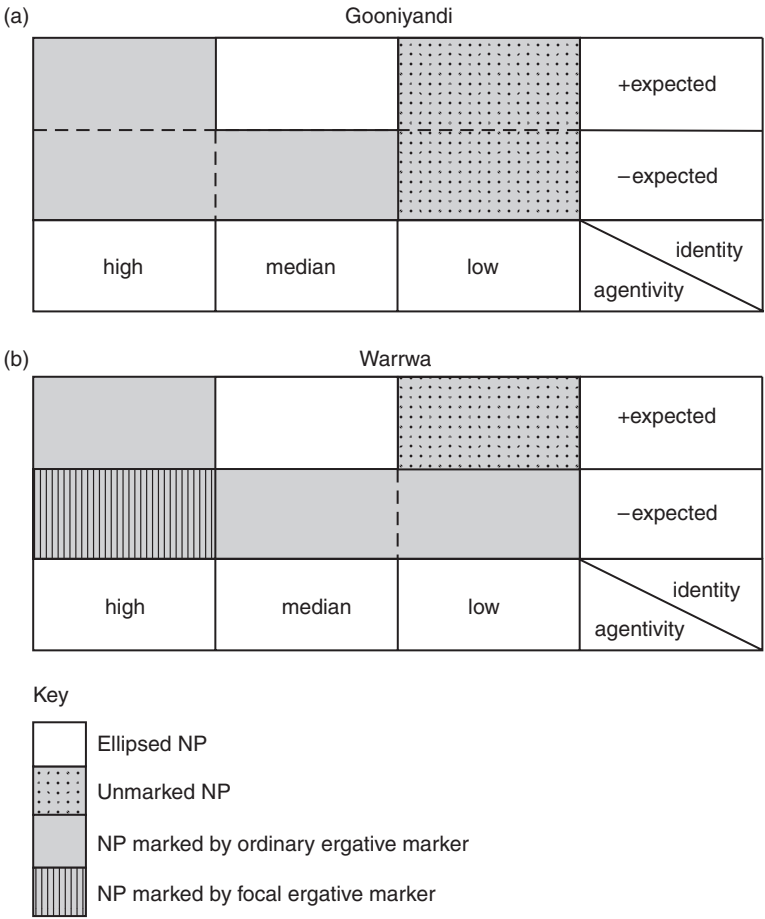 (a)
Gooniyandi
+expected
−expected
high median low identity
agentivity
(b)
Warrwa
+expected
−expected
high median low identity
agentivity
Key
Ellipsed NP
Unmarked NP
NP marked by ordinary ergative marker
NP marked by focal ergative marker